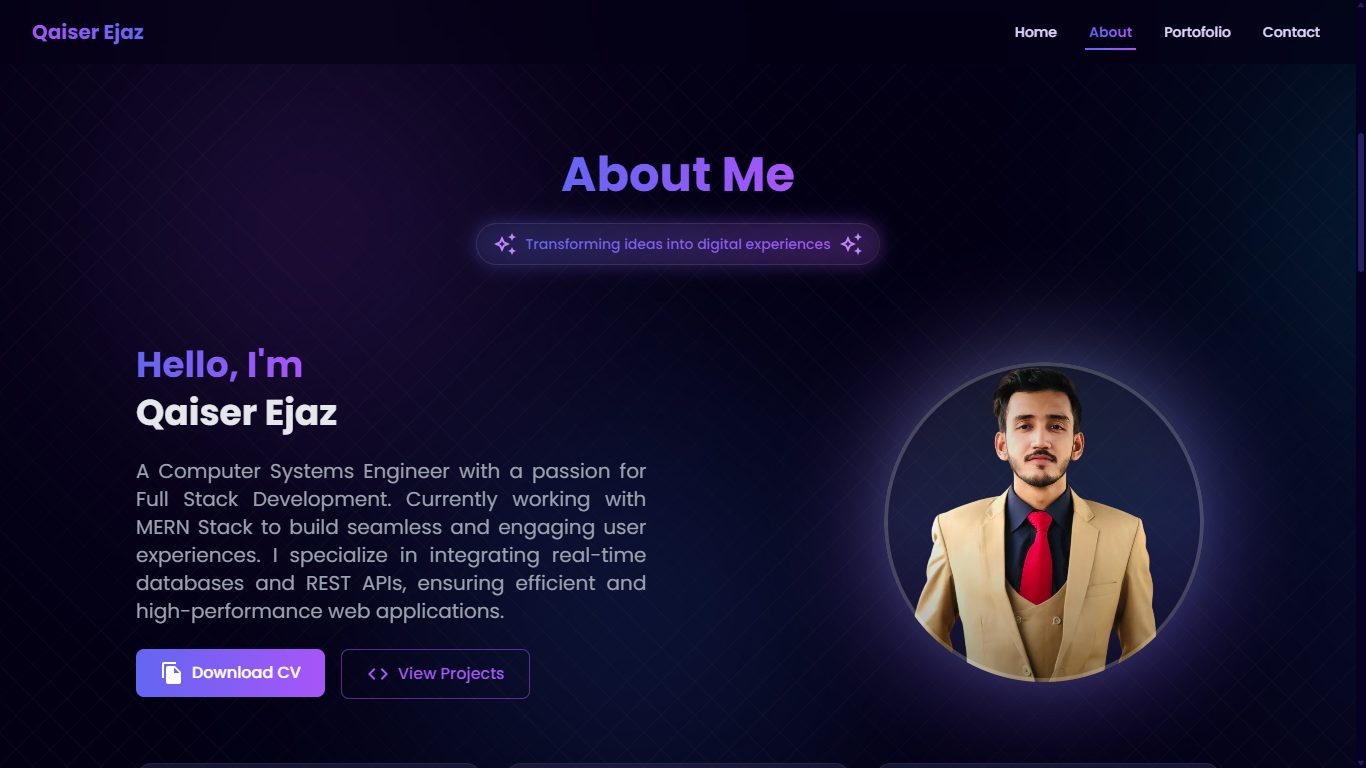 Qaiser Ejaz
Home About Portofolio Contact
About Me
Transforming ideas into digital experiences
Hello, I'm
Qaiser Ejaz
A Computer Systems Engineer with a passion for
Full Stack Development. Currently working with
MERN Stack to build seamless and engaging user
experiences. I specialize in integrating real-time
databases and REST APIs, ensuring efficient and
high-performance web applications.
Download CV
View Projects